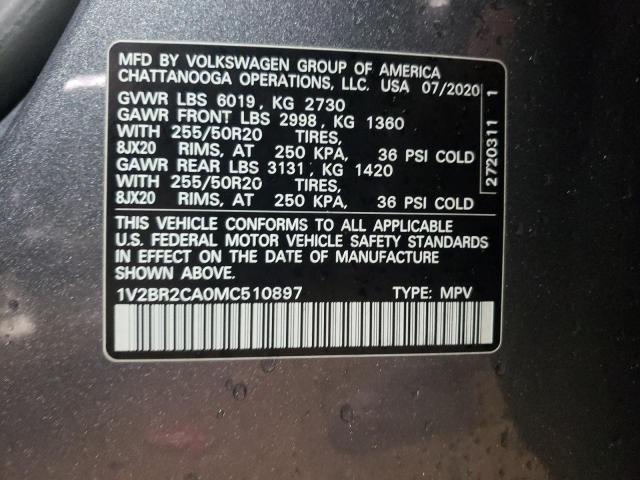 MFD BY VOLKSWAGEN GROUP OF AMERICA
CHATTANOOGA OPERATIONS, LLC. USA 07/2020
GVWR LBS 6019, KG 2730
GAWR FRONT LBS 2998, KG 1360
WITH 255/50R20 TIRES,
8JX20 RIMS, AT 250 KPA, 36 PSI COLD
GAWR REAR LBS 3131, KG 1420
WITH 255/50R20 TIRES,
8JX20 RIMS, AT 250 KPA, 36 PSI COLD
2720311 1
THIS VEHICLE CONFORMS TO ALL APPLICABLE
U.S. FEDERAL MOTOR VEHICLE SAFETY STANDARDS
IN EFFECT ON THE DATE OF MANUFACTURE
SHOWN ABOVE.
1V2BR2CA0MC510897 TYPE: MPV